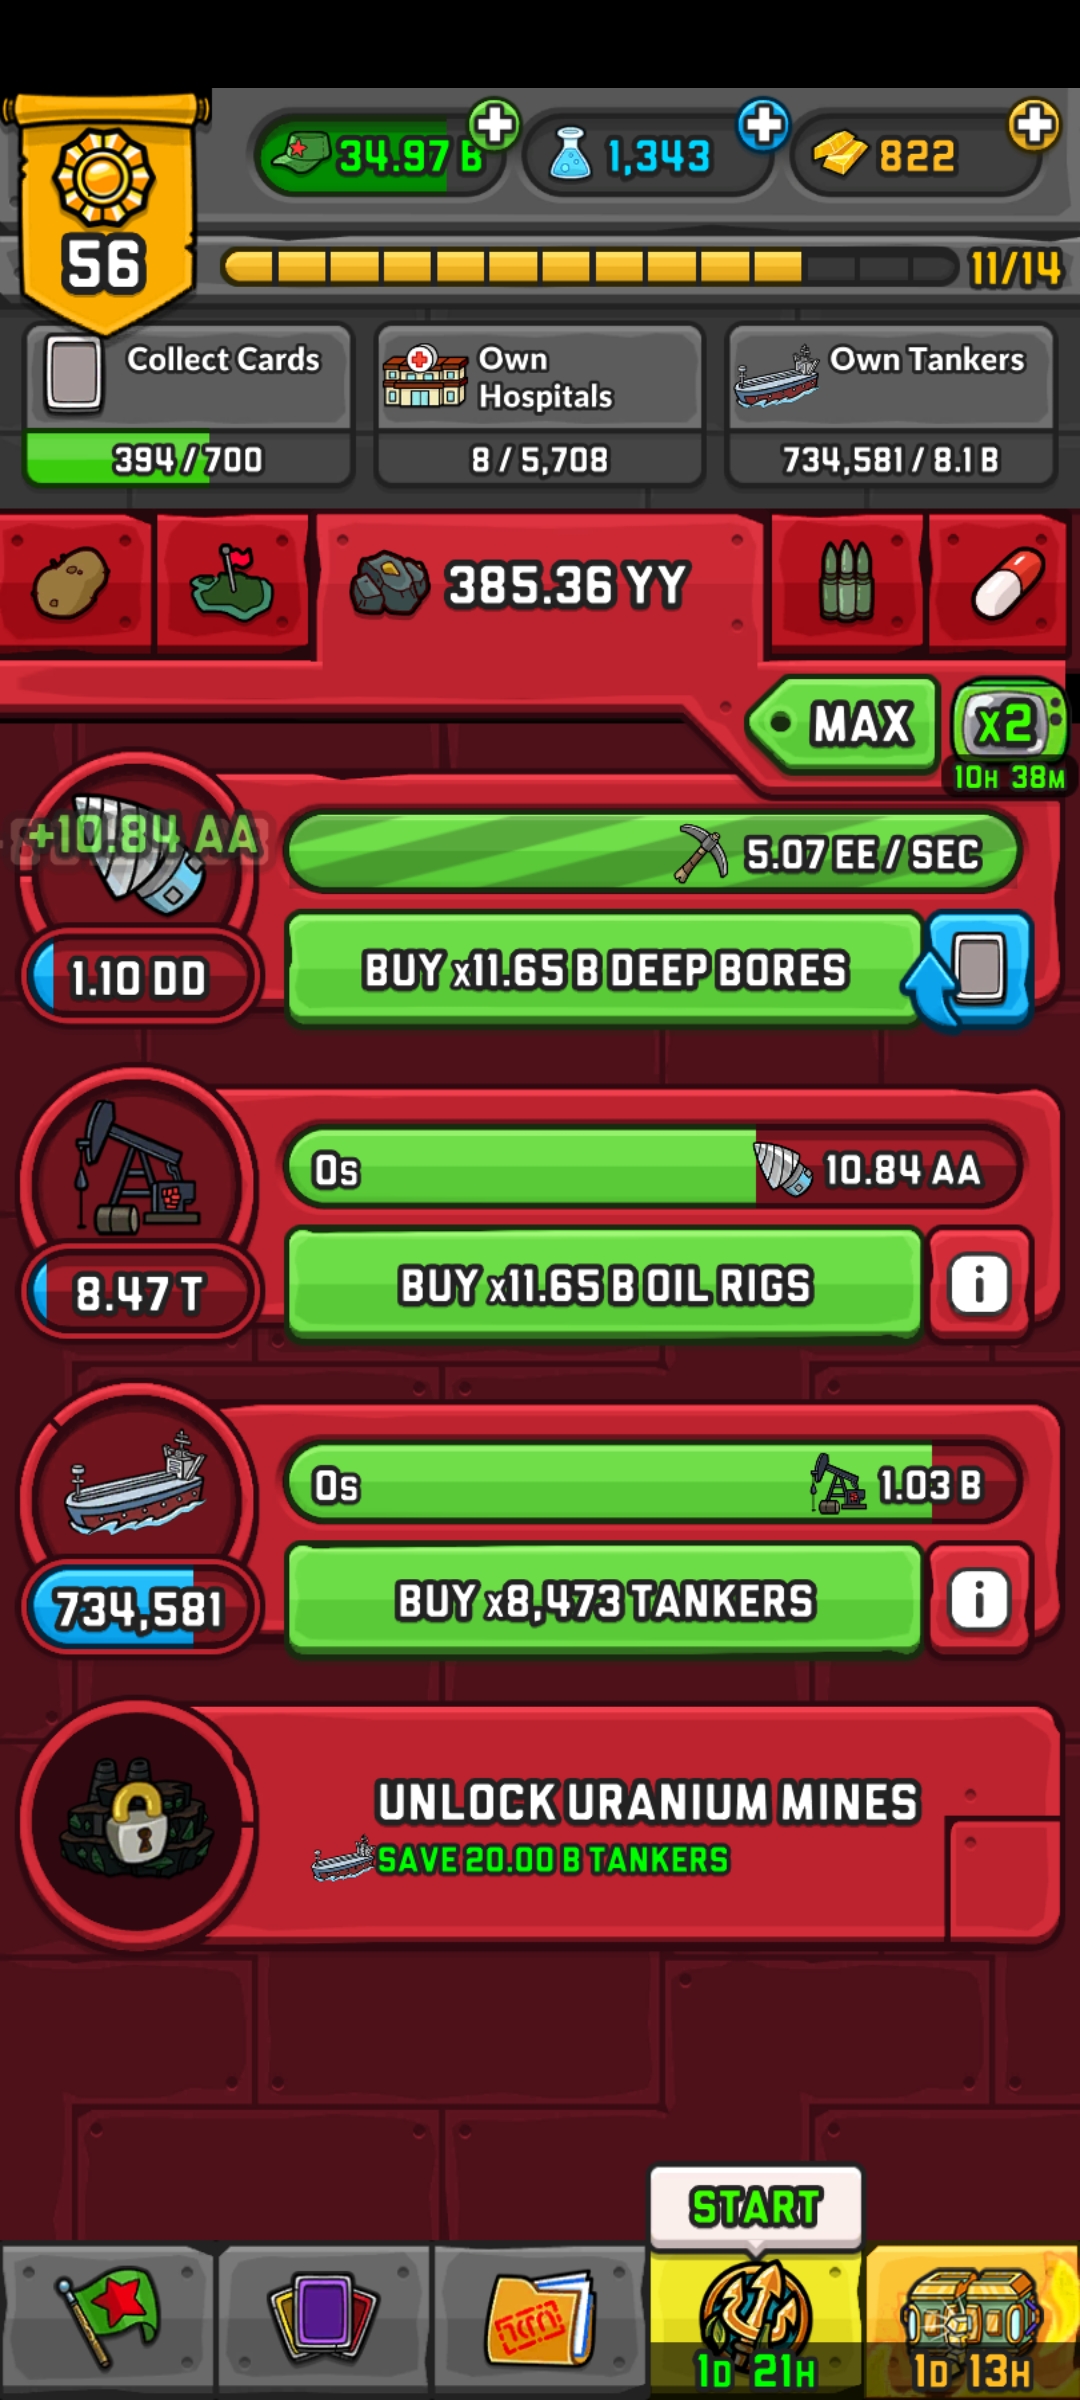 56
34.97 B
1,343
822
11/14
Collect Cards
394 / 700
Own
Hospitals
8 / 5,708
Own Tankers
734,581 / 8.1 B
385.36 YY
MAX
x2
10H 38M
+10.84 AA
5.07 EE / SEC
1.10 DD
BUY x11.65 B DEEP BORES
0s
10.84 AA
8.47 T
BUY x11.65 B OIL RIGS
i
0s
1.03 B
734,581
BUY x8,473 TANKERS
i
UNLOCK URANIUM MINES
SAVE 20.00 B TANKERS
START
1D 21H
1D 13H